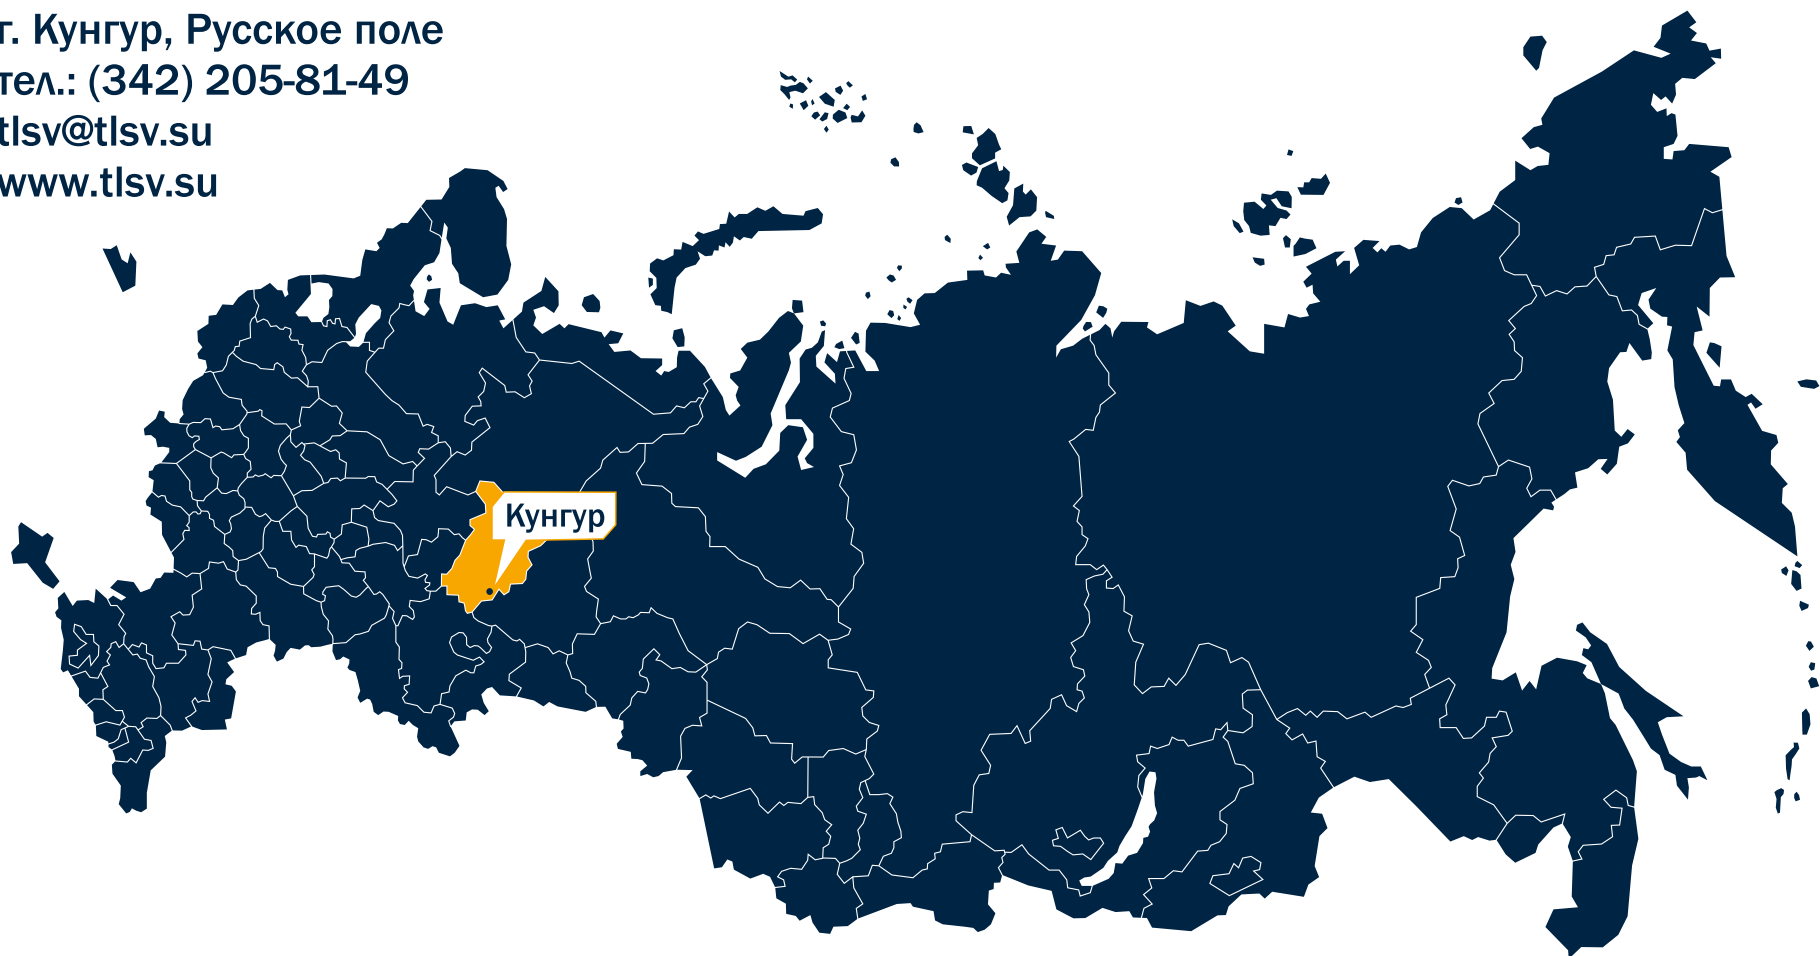 г. Кунгур, Русское поле
тел.: (342) 205-81-49
tlsv@tlsv.su
www.tlsv.su
Кунгур